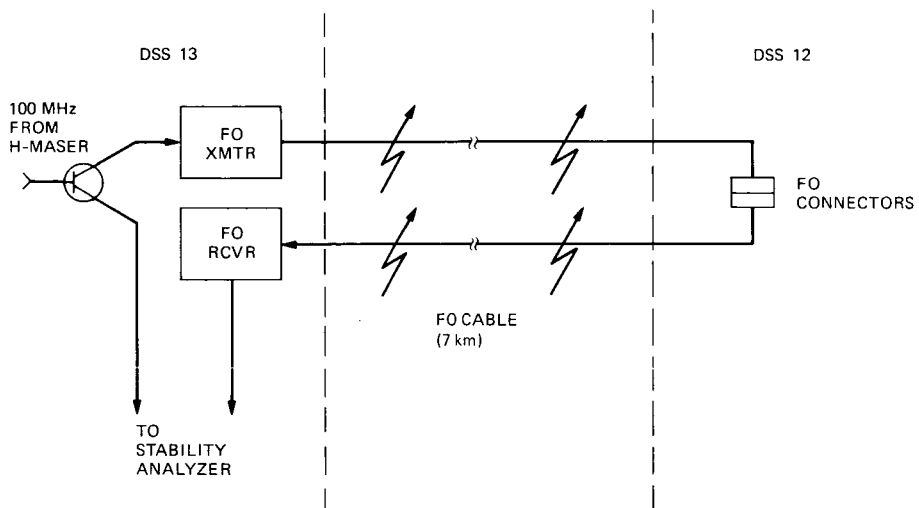 DSS 13
DSS 12
100 MHz
FROM
H-MASER
FO
XMTR
FO
CONNECTORS
FO
RCVR
FO CABLE
(7 km)
TO
STABILITY
ANALYZER